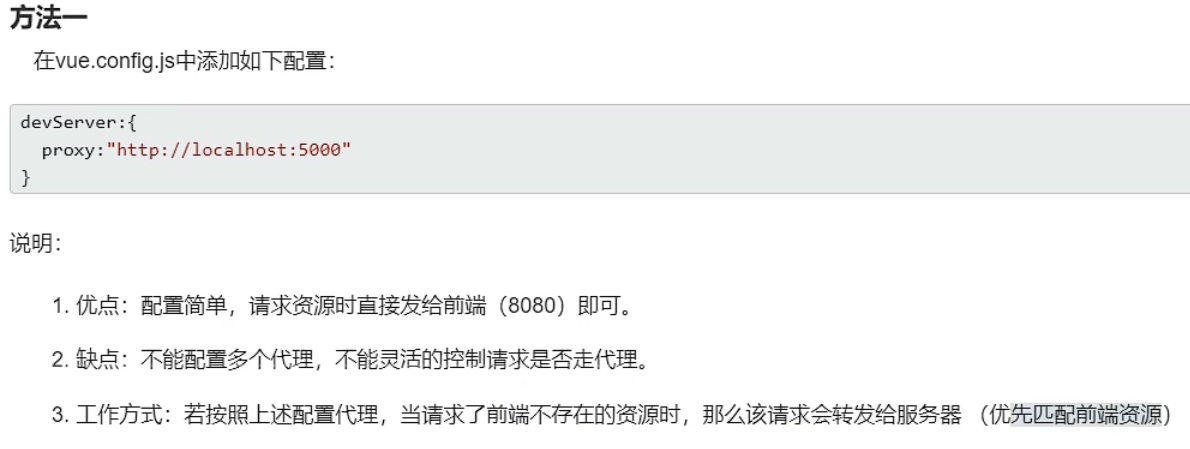 方法一
在vue.config.js中添加如下配置：
devServer:{
  proxy:"http://localhost:5000"
}
说明：
1. 优点：配置简单，请求资源时直接发给前端（8080）即可。
2. 缺点：不能配置多个代理，不能灵活的控制请求是否走代理。
3. 工作方式：若按照上述配置代理，当请求了前端不存在的资源时，那么该请求会转发给服务器 （优先匹配前端资源）